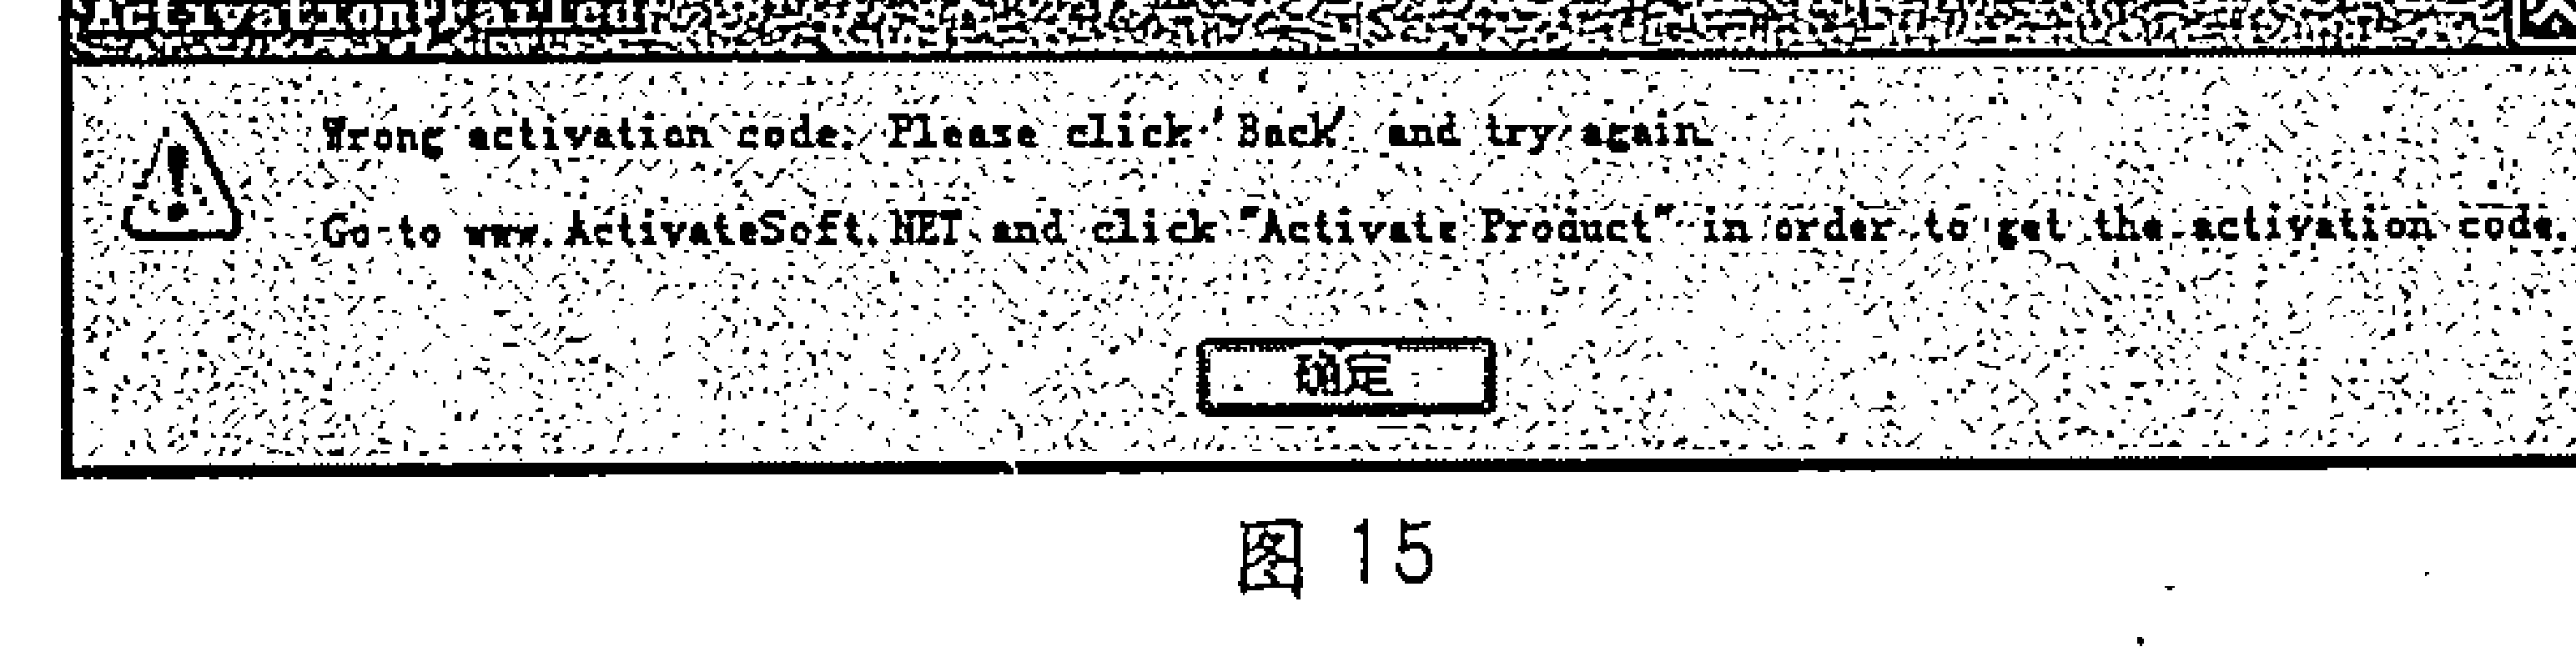 Activation Failed
Wrong activation code. Please click 'Back' and try again.
Go to www.ActivateSoft.NET and click "Activate Product" in order to get the activation code.
确定
图 15